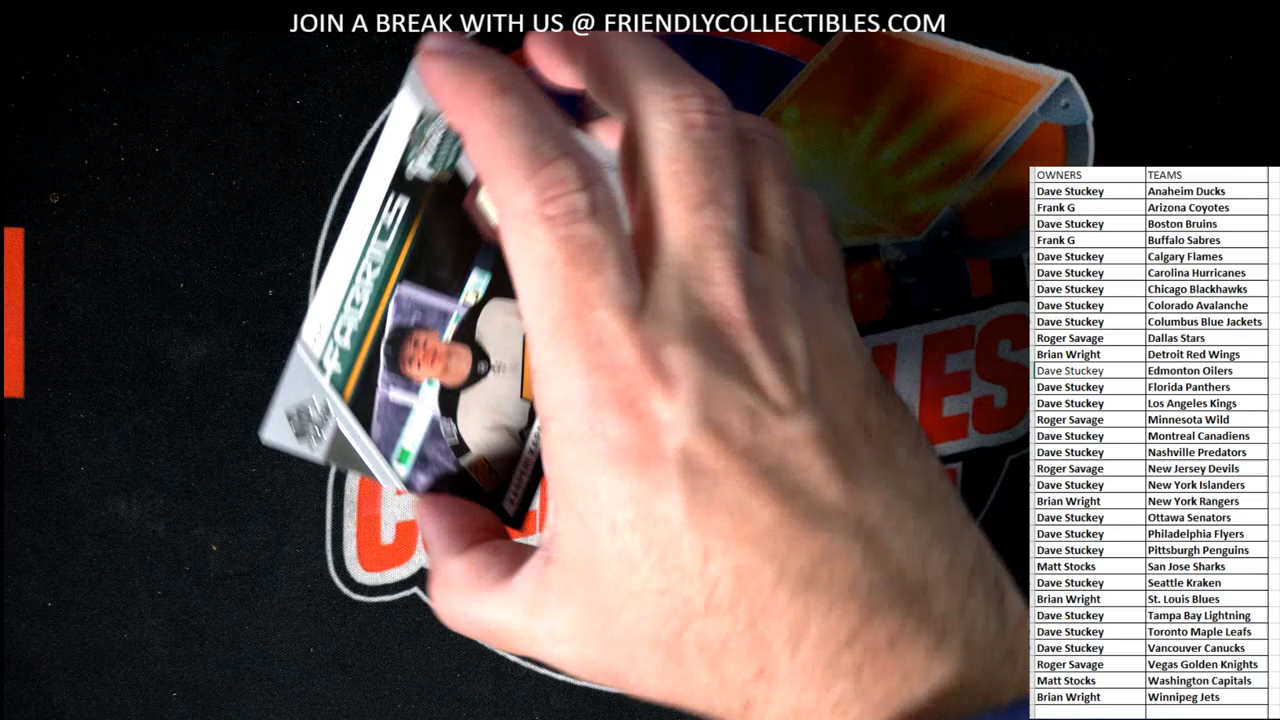 JOIN A BREAK WITH US @ FRIENDLYCOLLECTIBLES.COM
OWNERS TEAMS
Dave Stuckey Anaheim Ducks
Frank G Arizona Coyotes
Dave Stuckey Boston Bruins
Frank G Buffalo Sabres
Dave Stuckey Calgary Flames
Dave Stuckey Carolina Hurricanes
Dave Stuckey Chicago Blackhawks
Dave Stuckey Colorado Avalanche
Dave Stuckey Columbus Blue Jackets
Roger Savage Dallas Stars
Brian Wright Detroit Red Wings
Dave Stuckey Edmonton Oilers
Dave Stuckey Florida Panthers
Dave Stuckey Los Angeles Kings
Roger Savage Minnesota Wild
Dave Stuckey Montreal Canadiens
Dave Stuckey Nashville Predators
Roger Savage New Jersey Devils
Dave Stuckey New York Islanders
Brian Wright New York Rangers
Dave Stuckey Ottawa Senators
Dave Stuckey Philadelphia Flyers
Dave Stuckey Pittsburgh Penguins
Matt Stocks San Jose Sharks
Dave Stuckey Seattle Kraken
Brian Wright St. Louis Blues
Dave Stuckey Tampa Bay Lightning
Dave Stuckey Toronto Maple Leafs
Dave Stuckey Vancouver Canucks
Roger Savage Vegas Golden Knights
Matt Stocks Washington Capitals
Brian Wright Winnipeg Jets
FABRICS